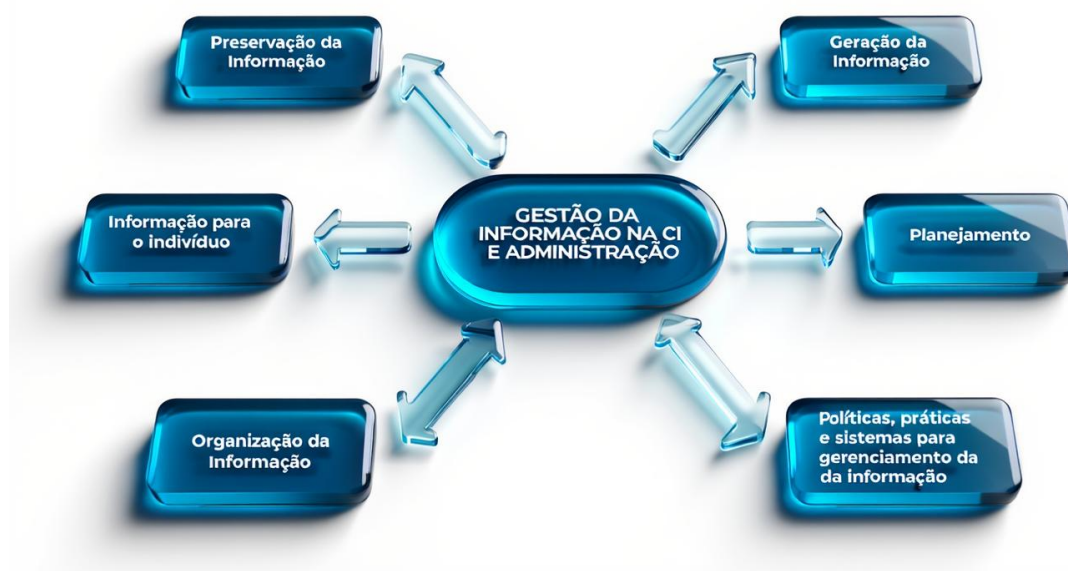 Preservação da
Informação
Geração da
Informação
Informação para
o indivíduo
GESTÃO DA
INFORMAÇÃO NA CI
E ADMINISTRAÇÃO
Planejamento
Organização da
Informação
Políticas, práticas
e sistemas para
gerenciamento da
da informação